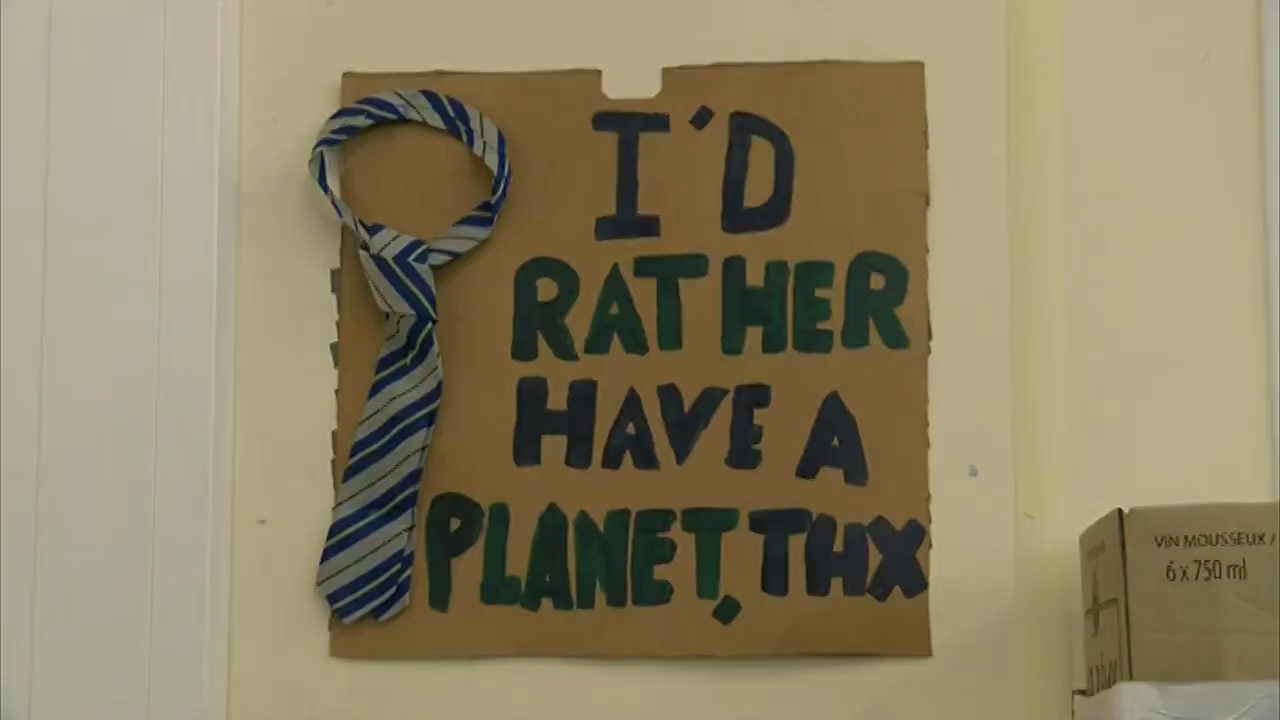 I'D
RATHER
HAVE A
PLANET, THX
VIN MOUSSEUX /
6 x 750 ml